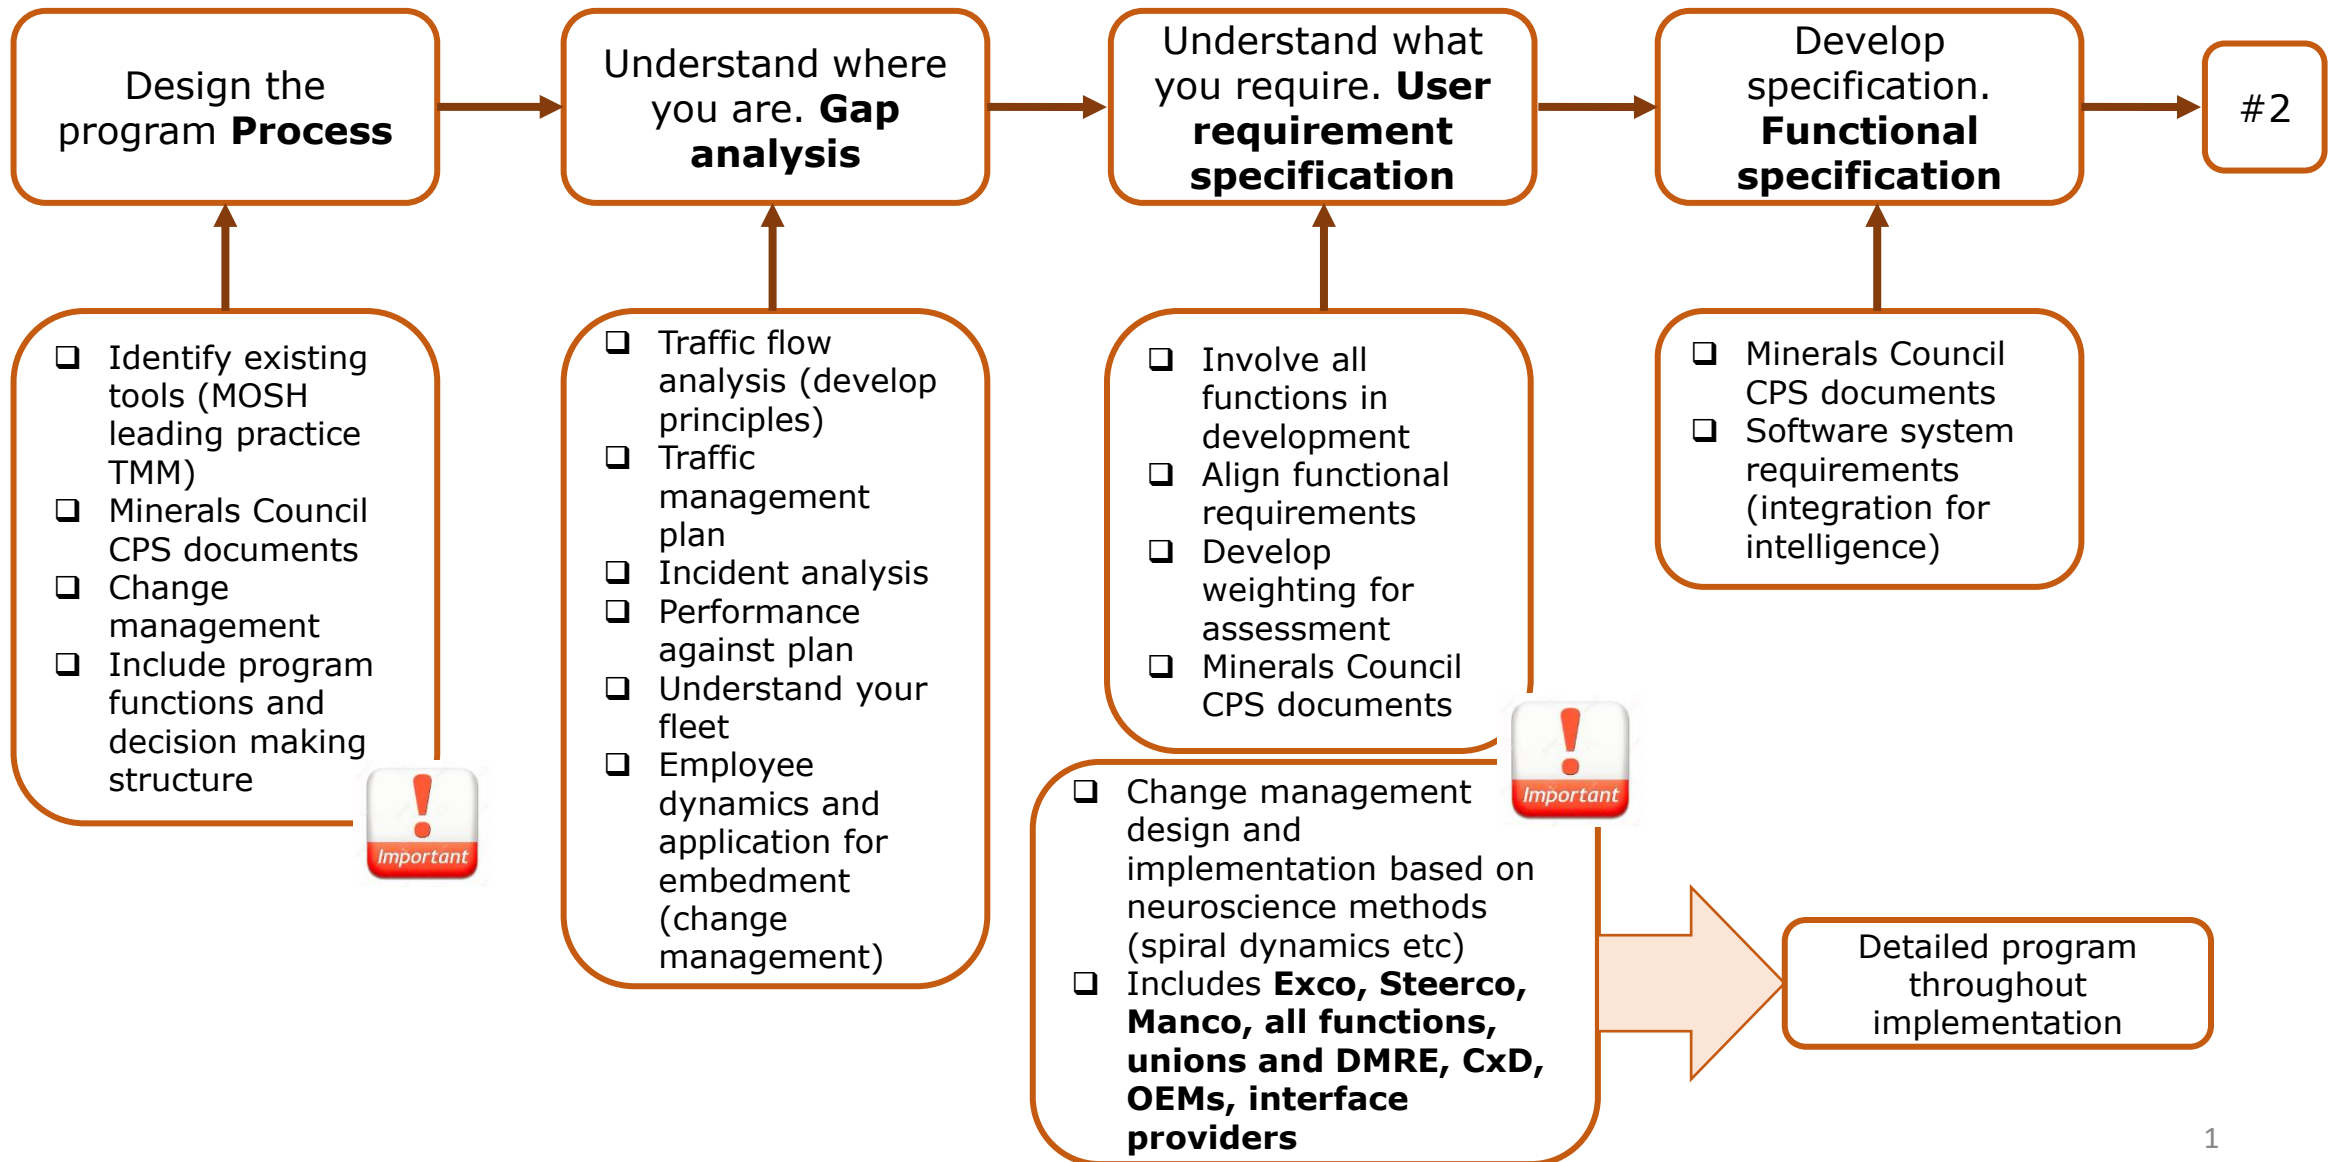 Design the
program Process
Understand where
you are. Gap
analysis
Understand what
you require. User
requirement
specification
Develop
specification.
Functional
specification
#2
❑ Identify existing
tools (MOSH
leading practice
TMM)
❑ Minerals Council
CPS documents
❑ Change
management
❑ Include program
functions and
decision making
structure
Important
❑ Traffic flow
analysis (develop
principles)
❑ Traffic
management
plan
❑ Incident analysis
❑ Performance
against plan
❑ Understand your
fleet
❑ Employee
dynamics and
application for
embedment
(change
management)
❑ Involve all
functions in
development
❑ Align functional
requirements
❑ Develop
weighting for
assessment
❑ Minerals Council
CPS documents
Important
❑ Minerals Council
CPS documents
❑ Software system
requirements
(integration for
intelligence)
❑ Change management
design and
implementation based on
neuroscience methods
(spiral dynamics etc)
❑ Includes Exco, Steerco,
Manco, all functions,
unions and DMRE, CxD,
OEMs, interface
providers
Detailed program
throughout
implementation
1